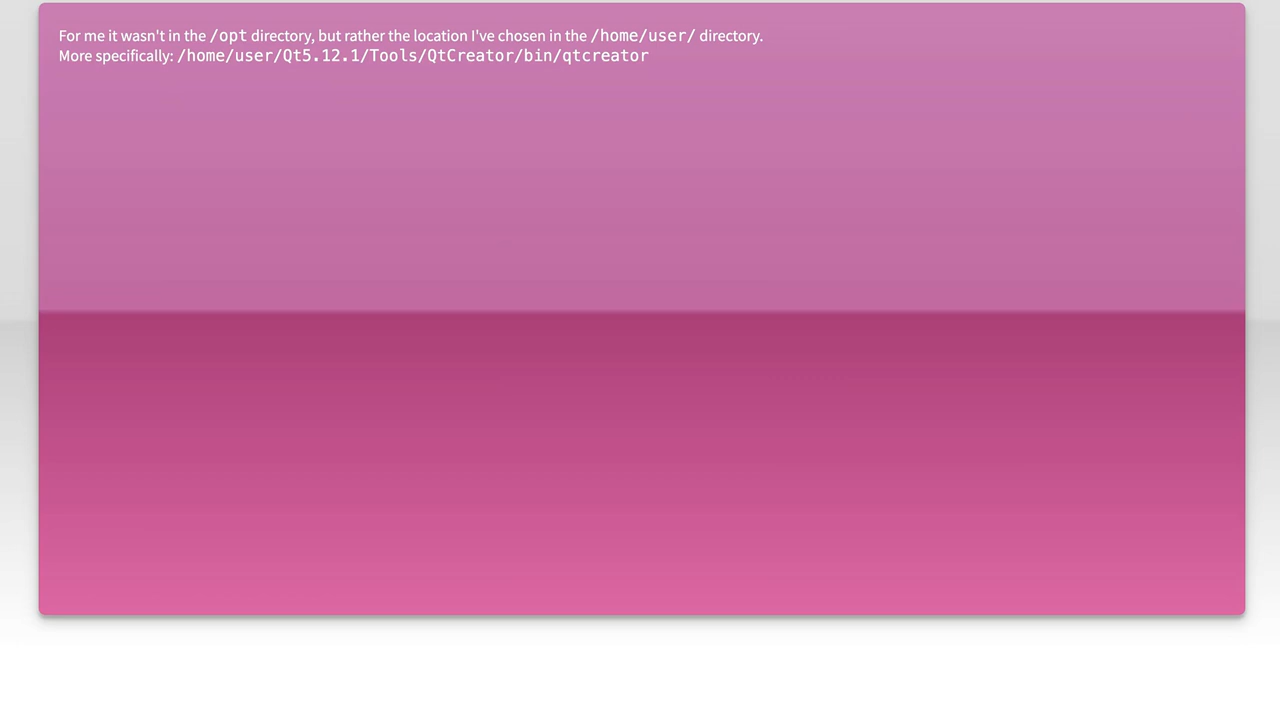 For me it wasn't in the /opt directory, but rather the location I've chosen in the /home/user/ directory.
More specifically: /home/user/Qt5.12.1/Tools/QtCreator/bin/qtcreator